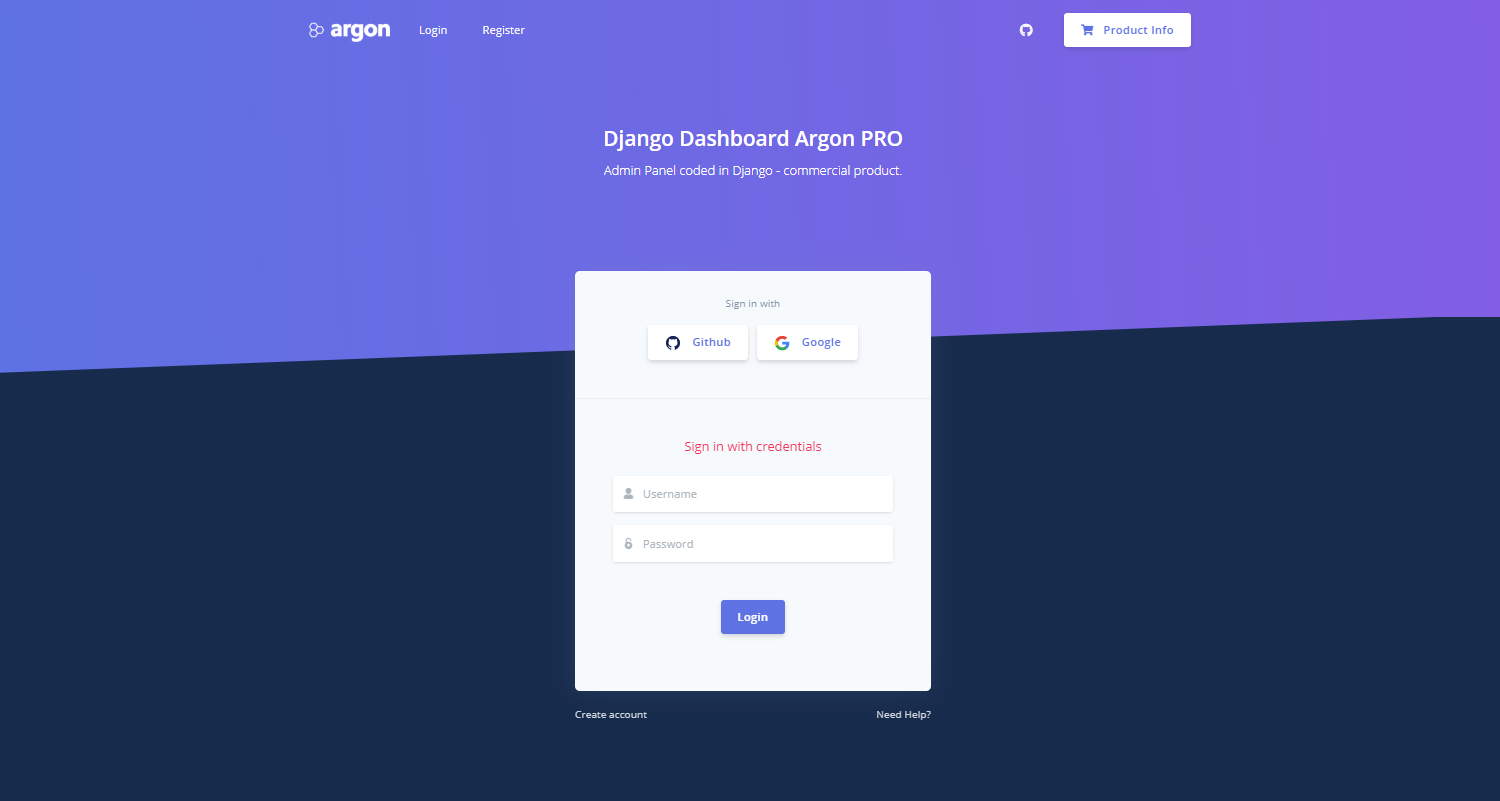 argon Login Register Product Info
Django Dashboard Argon PRO
Admin Panel coded in Django - commercial product.
Sign in with
Github Google
Sign in with credentials
Username
Password
Login
Create account Need Help?